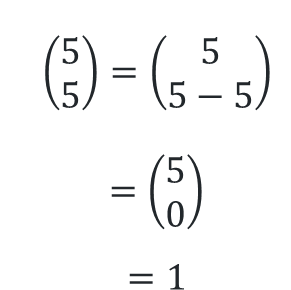 (5 5) = (5 5 − 5)
= (5 0)
= 1